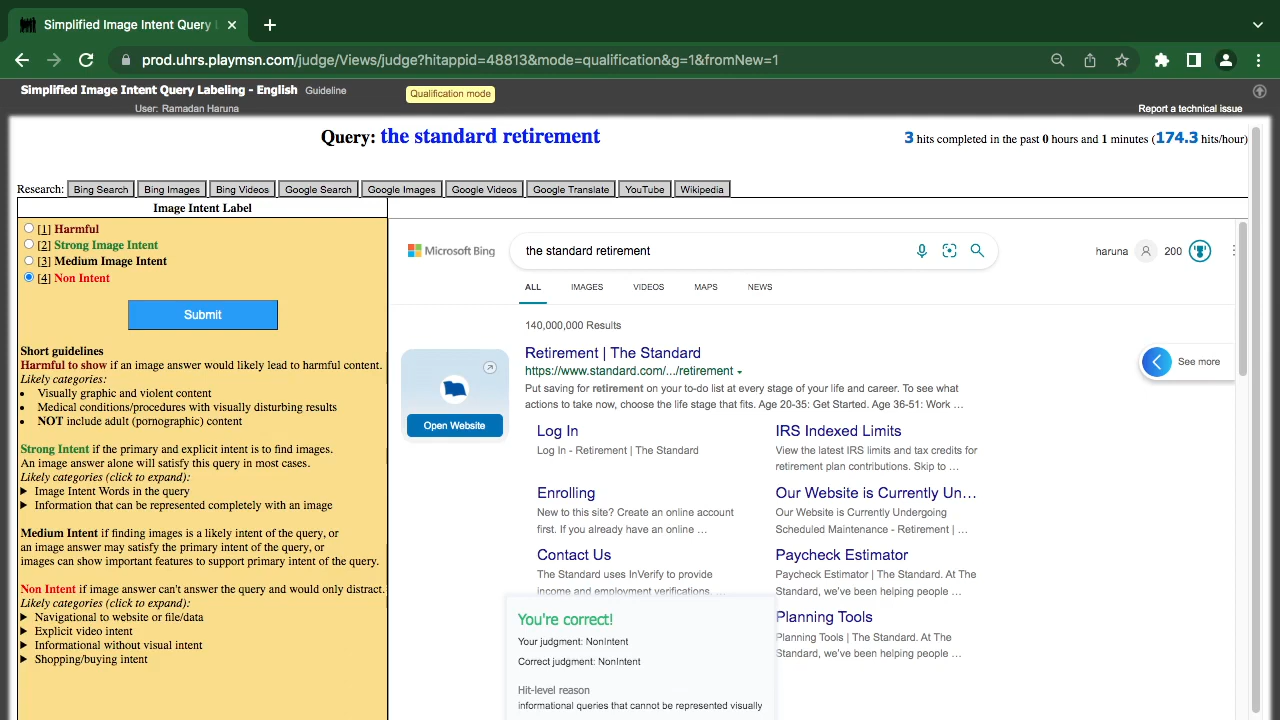 Simplified Image Intent Query L
prod.uhrs.playmsn.com/judge/Views/judge?hitappid=48813&mode=qualification&g=1&fromNew=1
Simplified Image Intent Query Labeling - English Guideline
Qualification mode
User: Ramadan Haruna
Report a technical issue
Query: the standard retirement
3 hits completed in the past 0 hours and 1 minutes (174.3 hits/hour)
Research: Bing Search Bing Images Bing Videos Google Search Google Images Google Videos Google Translate YouTube Wikipedia
Image Intent Label
[1] Harmful
[2] Strong Image Intent
[3] Medium Image Intent
[4] Non Intent
Submit
Short guidelines
Harmful to show if an image answer would likely lead to harmful content.
Likely categories:
• Visually graphic and violent content
• Medical conditions/procedures with visually disturbing results
• NOT include adult (pornographic) content
Strong Intent if the primary and explicit intent is to find images.
An image answer alone will satisfy this query in most cases.
Likely categories (click to expand):
Image Intent Words in the query
Information that can be represented completely with an image
Medium Intent if finding images is a likely intent of the query, or
an image answer may satisfy the primary intent of the query, or
images can show important features to support primary intent of the query.
Non Intent if image answer can't answer the query and would only distract.
Likely categories (click to expand):
Navigational to website or file/data
Explicit video intent
Informational without visual intent
Shopping/buying intent
Microsoft Bing
the standard retirement
haruna
200
ALL IMAGES VIDEOS MAPS NEWS
140,000,000 Results
Open Website
Retirement | The Standard
https://www.standard.com/.../retirement
Put saving for retirement on your to-do list at every stage of your life and career. To see what
actions to take now, choose the life stage that fits. Age 20-35: Get Started. Age 36-51: Work ...
See more
Log In
Log In - Retirement | The Standard
IRS Indexed Limits
View the latest IRS limits and tax credits for
retirement plan contributions. Skip to ...
Enrolling
New to this site? Create an online account
first. If you already have an online ...
Our Website is Currently Un...
Our Website is Currently Undergoing
Scheduled Maintenance - Retirement | ...
Contact Us
The Standard uses InVerify to provide
income and employment verifications. ...
Paycheck Estimator
Paycheck Estimator | The Standard. At The
Standard, we've been helping people ...
Planning Tools
Planning Tools | The Standard. At The
Standard, we've been helping people ...
You're correct!
Your judgment: NonIntent
Correct judgment: NonIntent
Hit-level reason
informational queries that cannot be represented visually